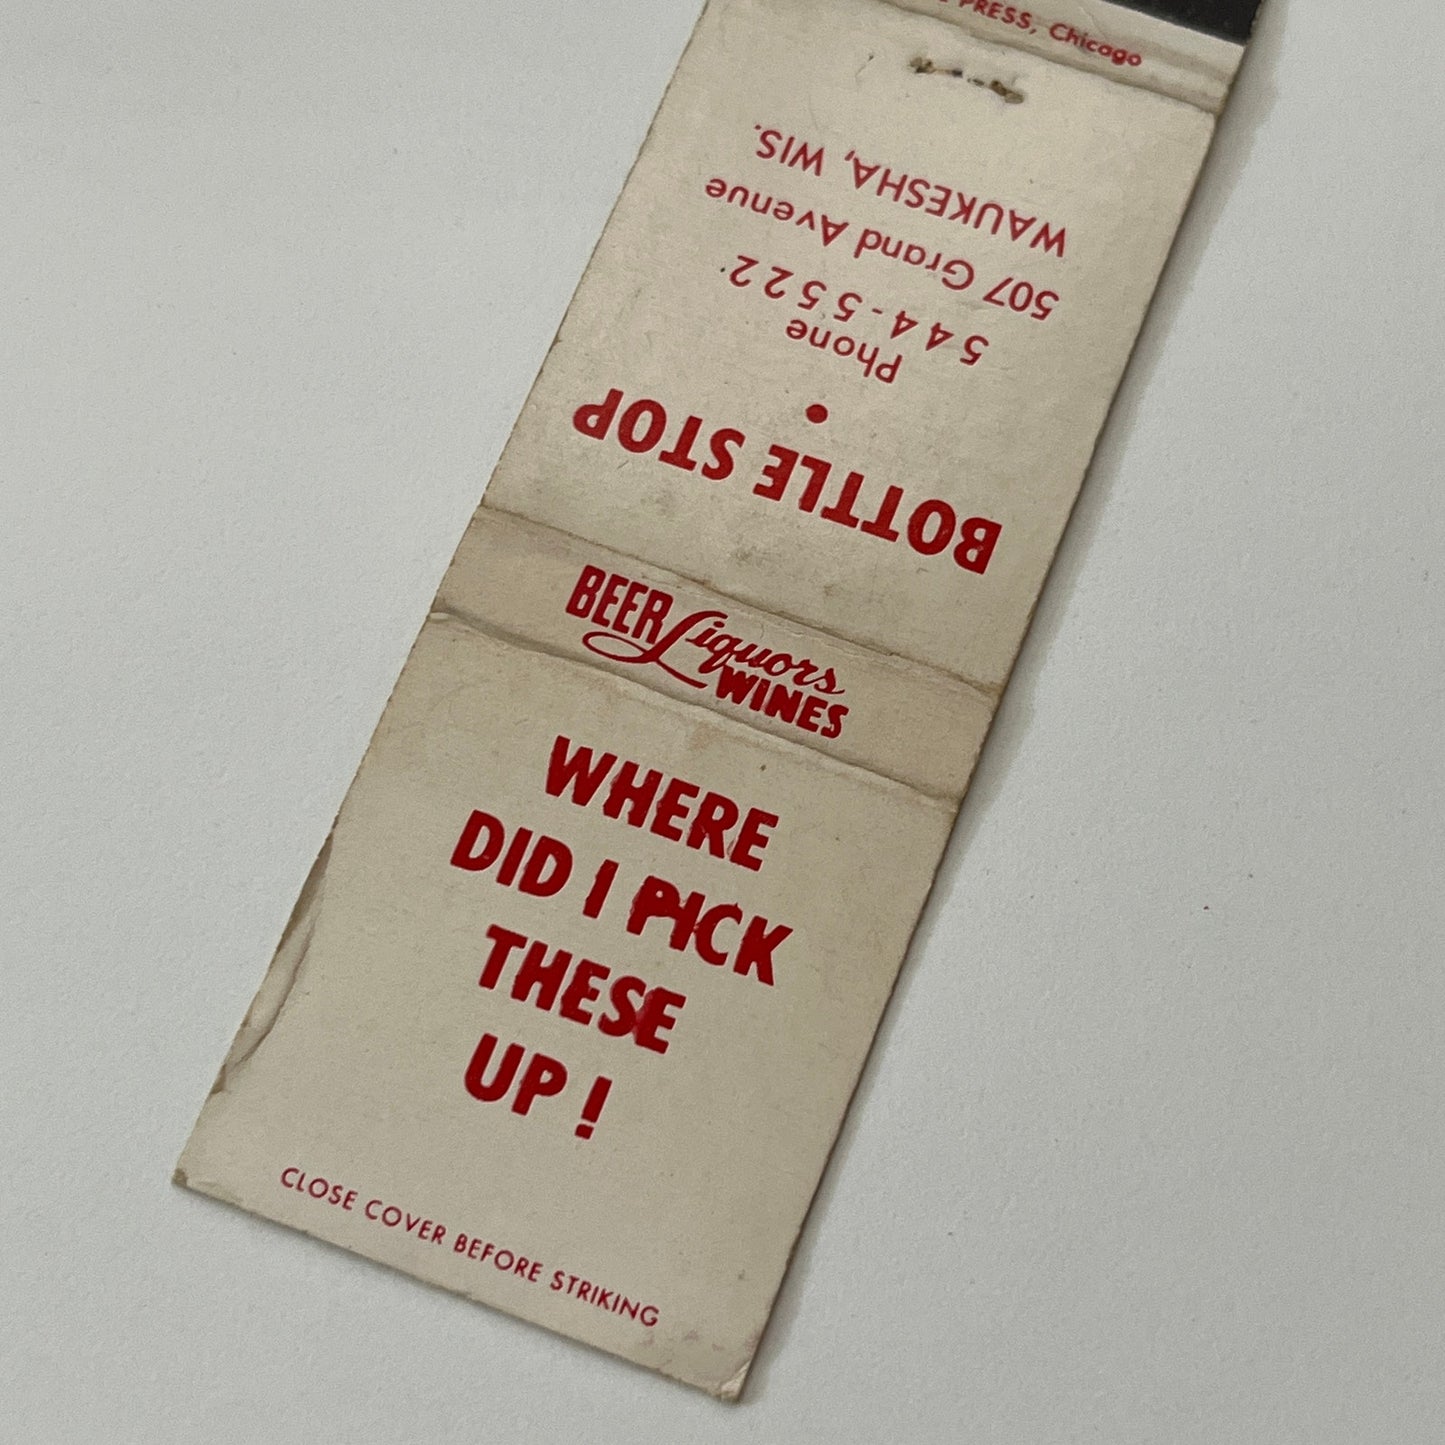 PRESS, Chicago
WAUKESHA, WIS.
507 Grand Avenue
544-5522
Phone
•
BOTTLE STOP
BEER Liquors
WINES
WHERE
DID I PICK
THESE
UP!
CLOSE COVER BEFORE STRIKING